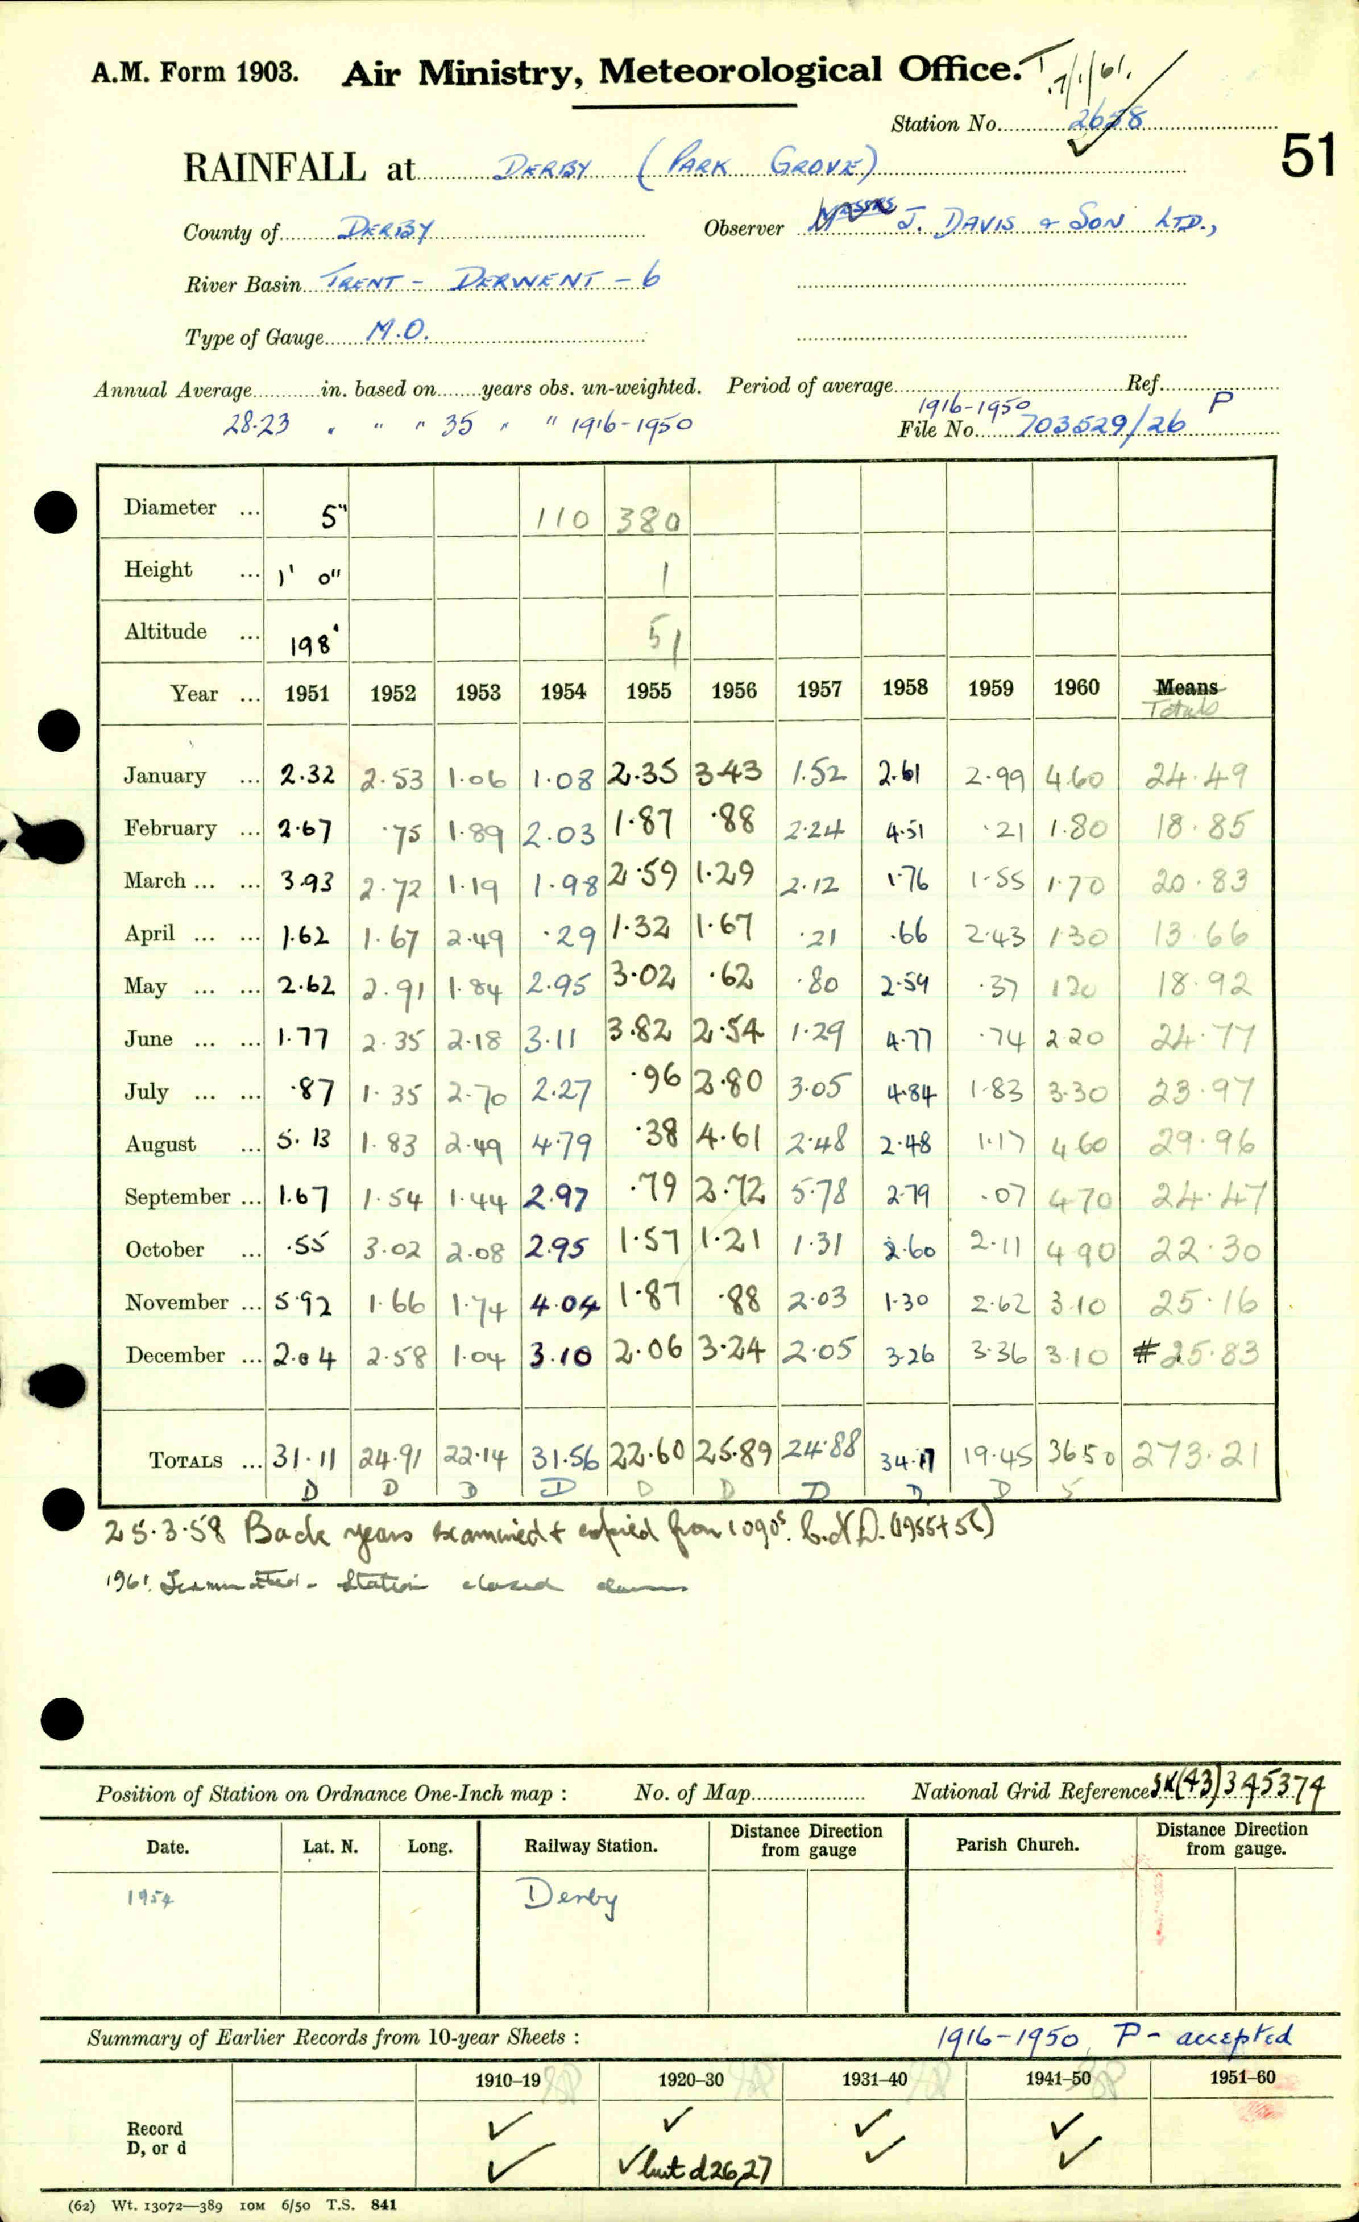 A.M. Form 1903. Air Ministry, Meteorological Office. T. 7/1/61.
Station No. 2658
51
RAINFALL at DERBY (PARK GROVE)
County of DERBY Observer MESSRS J. DAVIS & SON LTD.,
River Basin TRENT - DERWENT - 6
Type of Gauge M.O.
Annual Average in. based on years obs. un-weighted. Period of average 1916-1950 Ref. P
28.23 " " " 35 " " 1916-1950 File No. 703529/26
Diameter ... 5" 110 380
Height ... 1' 0" 1
Altitude ... 198' 51
Year ... 1951 1952 1953 1954 1955 1956 1957 1958 1959 1960 Means
Totals
January ... 2.32 2.53 1.06 1.08 2.35 3.43 1.52 2.61 2.99 4.60 24.49
February ... 2.67 .75 1.89 2.03 1.87 .88 2.24 4.51 .21 1.80 18.85
March ... ... 3.93 2.72 1.19 1.98 2.59 1.29 2.12 1.76 1.55 1.70 20.83
April ... ... 1.62 1.67 2.49 .29 1.32 1.67 .21 .66 2.43 1.30 13.66
May ... ... 2.62 2.91 1.84 2.95 3.02 .62 .80 2.59 .37 120 18.92
June ... ... 1.77 2.35 2.18 3.11 3.82 2.54 1.29 4.77 .74 2 20 24.77
July ... ... .87 1.35 2.70 2.27 .96 2.80 3.05 4.84 1.83 3.30 23.97
August ... 5.13 1.83 2.49 4.79 .38 4.61 2.48 2.48 1.17 4 60 29.96
September ... 1.67 1.54 1.44 2.97 .79 2.72 5.78 2.79 .07 4 70 24.47
October ... .55 3.02 2.08 2.95 1.57 1.21 1.31 2.60 2.11 4 90 22.30
November ... 5.92 1.66 1.74 4.04 1.87 .88 2.03 1.30 2.62 3 10 25.16
December ... 2.04 2.58 1.04 3.10 2.06 3.24 2.05 3.26 3.36 3.10 # 25.83
TOTALS ... 31.11 24.91 22.14 31.56 22.60 25.89 24.88 34.17 19.45 36 50 273.21
D D D D D D D D D S
25.3.58 Back years examined & copied from 1090s. (1955+56)
1961. Terminated - Station closed down
Position of Station on Ordnance One-Inch map : No. of Map National Grid Reference SK(43)345374
Date. Lat. N. Long. Railway Station. Distance from Direction gauge Parish Church. Distance from Direction gauge.
1954 Derby
Summary of Earlier Records from 10-year Sheets : 1916-1950 P - accepted
1910–19 1920–30 1931–40 1941–50 1951–60
Record ✓ ✓ ✓ ✓
D, or d ✓ ✓ but d 26,27 ✓ ✓
(62) Wt. 13072—389 10M 6/50 T.S. 841